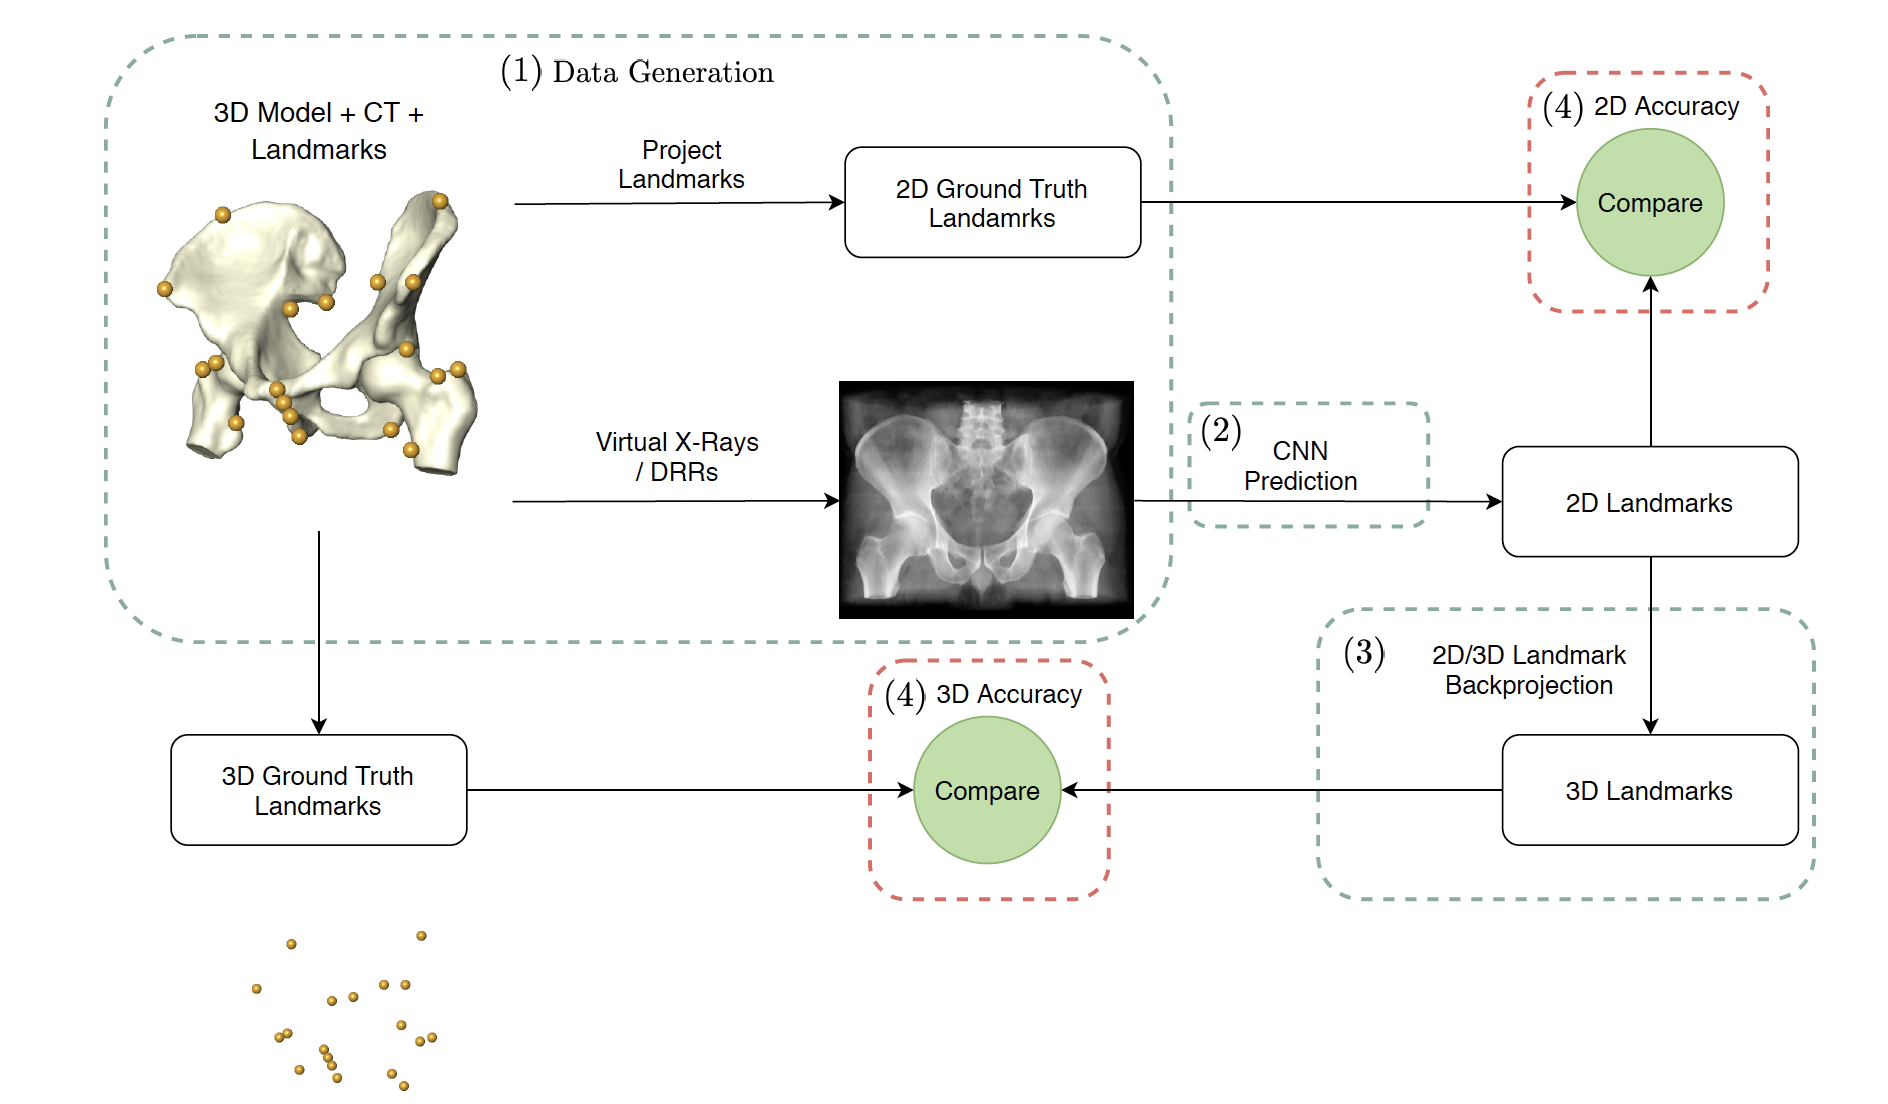 (1) Data Generation
3D Model + CT +
Landmarks
Project
Landmarks
2D Ground Truth
Landamrks
(4) 2D Accuracy
Compare
Virtual X-Rays
/ DRRs
(2)
CNN
Prediction
2D Landmarks
(3)
2D/3D Landmark
Backprojection
(4) 3D Accuracy
3D Ground Truth
Landmarks
Compare
3D Landmarks